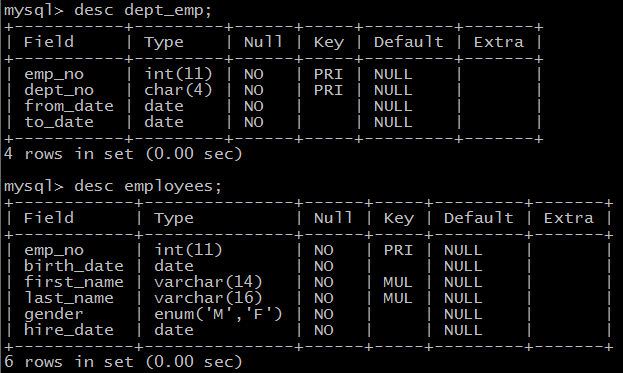 mysql> desc dept_emp;
+-----------+---------+------+-----+---------+-------+
| Field     | Type    | Null | Key | Default | Extra |
+-----------+---------+------+-----+---------+-------+
| emp_no    | int(11) | NO   | PRI | NULL    |       |
| dept_no   | char(4) | NO   | PRI | NULL    |       |
| from_date | date    | NO   |     | NULL    |       |
| to_date   | date    | NO   |     | NULL    |       |
+-----------+---------+------+-----+---------+-------+
4 rows in set (0.00 sec)

mysql> desc employees;
+------------+---------------+------+-----+---------+-------+
| Field      | Type          | Null | Key | Default | Extra |
+------------+---------------+------+-----+---------+-------+
| emp_no     | int(11)       | NO   | PRI | NULL    |       |
| birth_date | date          | NO   |     | NULL    |       |
| first_name | varchar(14)   | NO   | MUL | NULL    |       |
| last_name  | varchar(16)   | NO   | MUL | NULL    |       |
| gender     | enum('M','F') | NO   |     | NULL    |       |
| hire_date  | date          | NO   |     | NULL    |       |
+------------+---------------+------+-----+---------+-------+
6 rows in set (0.00 sec)